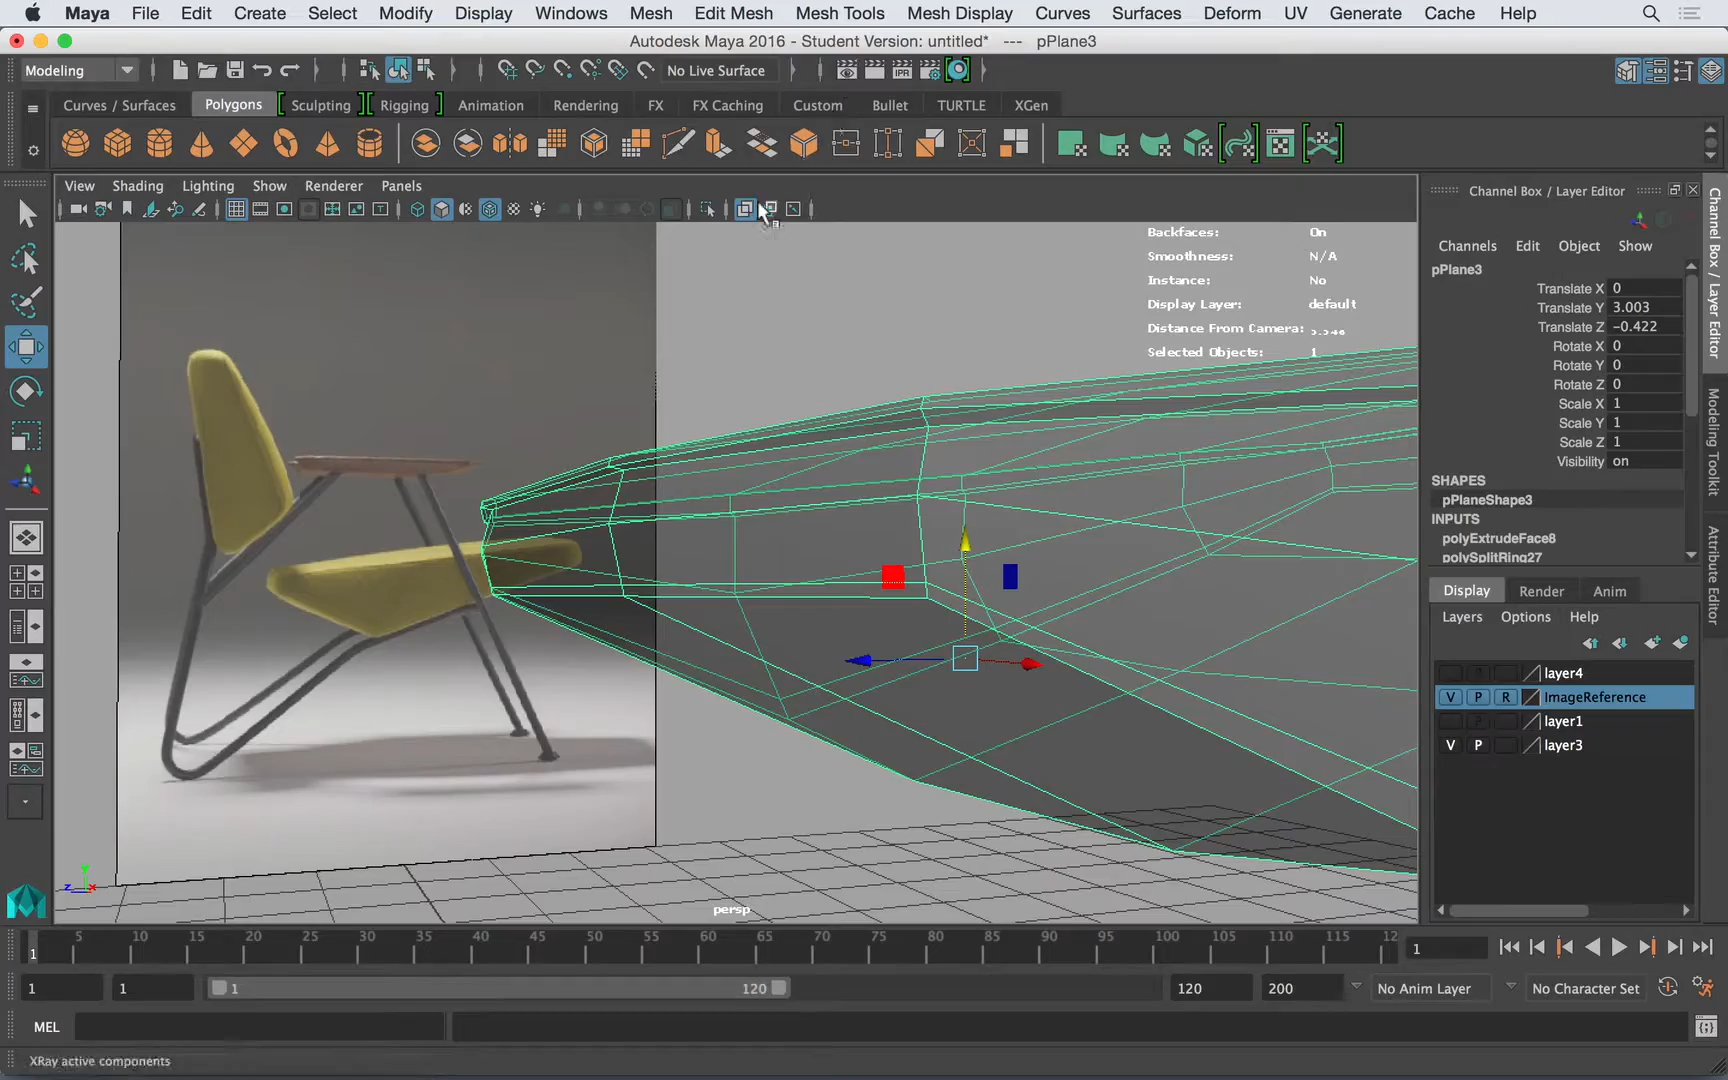 Maya File Edit Create Select Modify Display Windows Mesh Edit Mesh Mesh Tools Mesh Display Curves Surfaces Deform UV Generate Cache Help
Autodesk Maya 2016 - Student Version: untitled* --- pPlane3
Modeling No Live Surface IPR
Curves / Surfaces Polygons Sculpting Rigging Animation Rendering FX FX Caching Custom Bullet TURTLE XGen
View Shading Lighting Show Renderer Panels
Channel Box / Layer Editor
Channels Edit Object Show
pPlane3
Translate X 0
Translate Y 3.003
Translate Z -0.422
Rotate X 0
Rotate Y 0
Rotate Z 0
Scale X 1
Scale Y 1
Scale Z 1
Visibility on
SHAPES
pPlaneShape3
INPUTS
polyExtrudeFace8
polySplitRing27
Backfaces: On
Smoothness: N/A
Instance: No
Display Layer: default
Distance From Camera:
Selected Objects: 1
Display Render Anim
Layers Options Help
layer4
V P R ImageReference
layer1
V P layer3
Channel Box / Layer Editor
Modeling Toolkit
Attribute Editor
y
z x
persp
1 5 10 15 20 25 30 35 40 45 50 55 60 65 70 75 80 85 90 95 100 105 110 115 12
1
1 1 1 120 120 200 No Anim Layer No Character Set
MEL
XRay active components